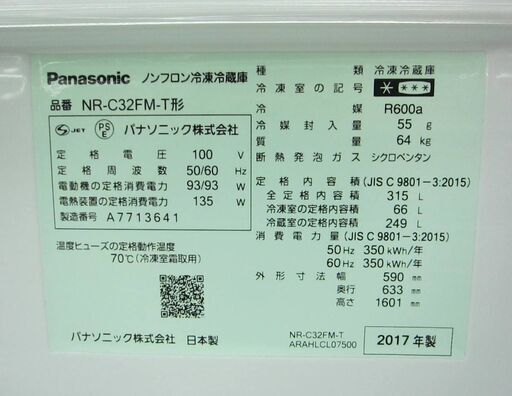 Panasonic ノンフロン冷凍冷蔵庫
品番 NR-C32FM-T形
S JET PS E パナソニック株式会社
定格電圧 100 V
定格周波数 50/60 Hz
電動機の定格消費電力 93/93 W
電熱装置の定格消費電力 135 W
製造番号 A7713641
温度ヒューズの定格動作温度
70℃(冷凍室霜取用)
パナソニック株式会社 日本製
種類 冷凍冷蔵庫
冷凍室の記号 * ***
冷媒 R600a
冷媒封入量 55 g
質量 64 kg
断熱発泡ガス シクロペンタン
定格内容積 (JIS C 9801-3:2015)
全定格内容積 315 L
冷凍室の定格内容積 66 L
冷蔵室の定格内容積 249 L
消費電力量 (JIS C 9801-3:2015)
50 Hz 350 kWh/年
60 Hz 350 kWh/年
外形寸法 幅 590 mm
奥行 633 mm
高さ 1601 mm
NR-C32FM-T
ARAHLCL07500
2017年製